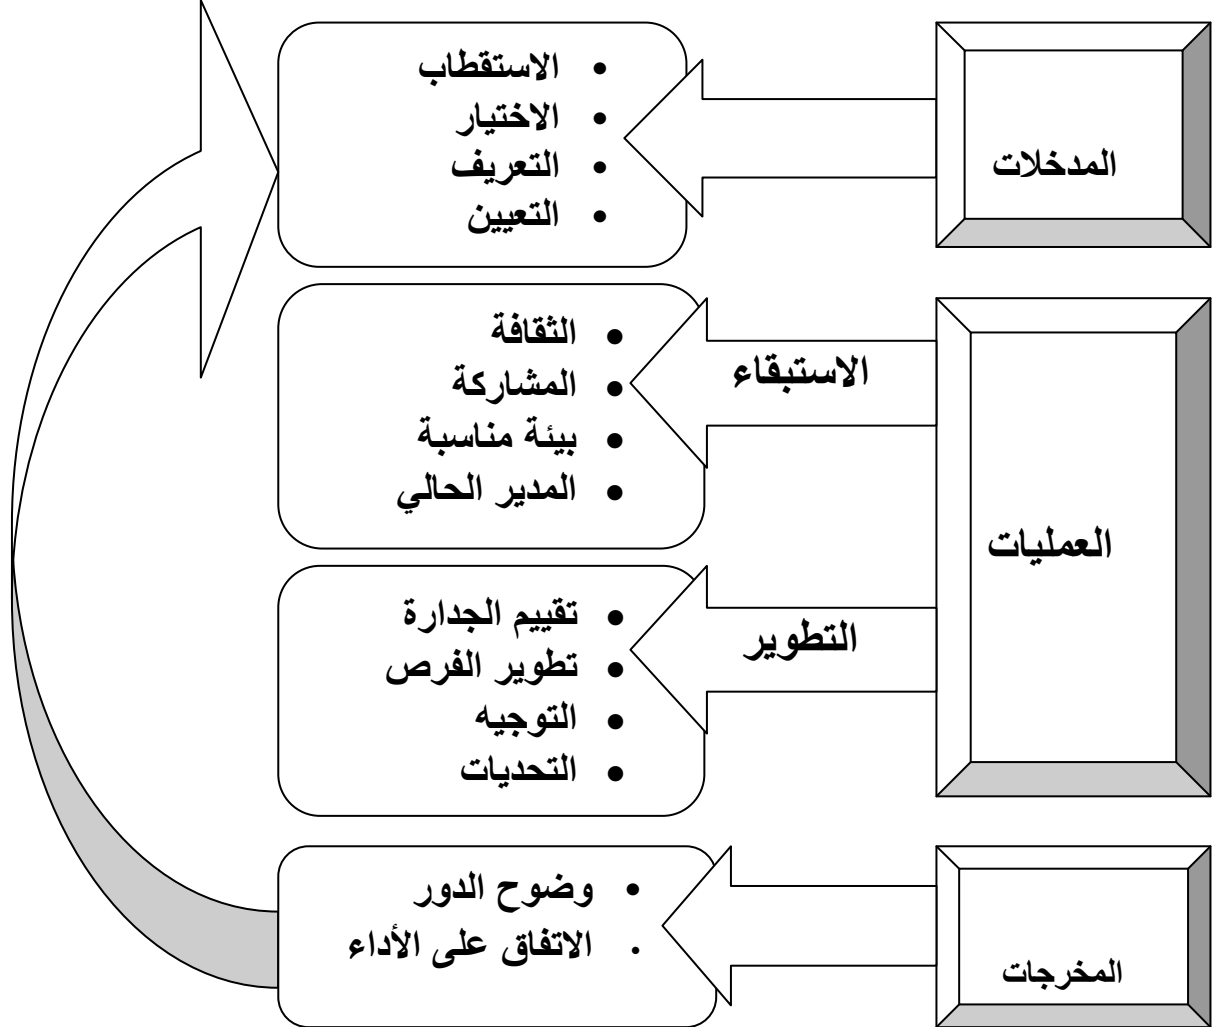 المدخلات
• الاستقطاب
• الاختيار
• التعريف
• التعيين
العمليات
الاستبقاء
• الثقافة
• المشاركة
• بيئة مناسبة
• المدير الحالي
التطوير
• تقييم الجدارة
• تطوير الفرص
• التوجيه
• التحديات
المخرجات
• وضوح الدور
• الاتفاق على الأداء